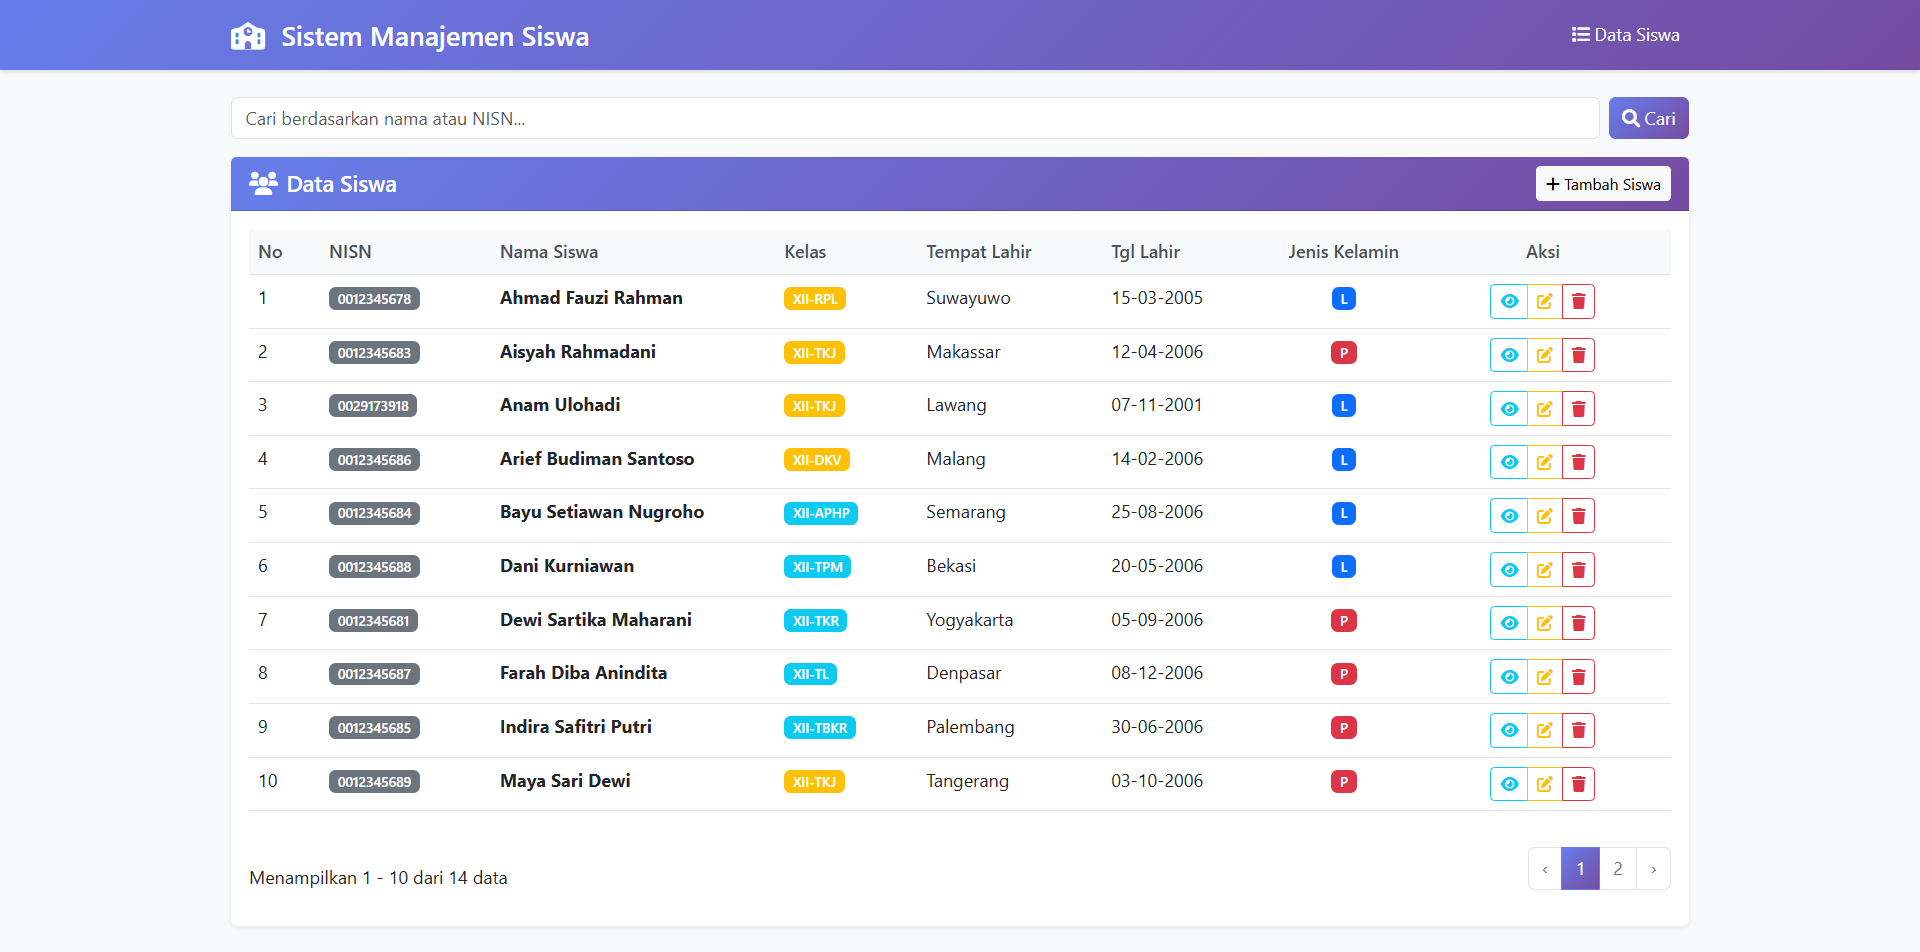 Sistem Manajemen Siswa
Data Siswa
Cari berdasarkan nama atau NISN...
Cari
Data Siswa
Tambah Siswa
No NISN Nama Siswa Kelas Tempat Lahir Tgl Lahir Jenis Kelamin Aksi
1 0012345678 Ahmad Fauzi Rahman XII-RPL Suwayuwo 15-03-2005 L
2 0012345683 Aisyah Rahmadani XII-TKJ Makassar 12-04-2006 P
3 0029173918 Anam Ulohadi XII-TKJ Lawang 07-11-2001 L
4 0012345686 Arief Budiman Santoso XII-DKV Malang 14-02-2006 L
5 0012345684 Bayu Setiawan Nugroho XII-APHP Semarang 25-08-2006 L
6 0012345688 Dani Kurniawan XII-TPM Bekasi 20-05-2006 L
7 0012345681 Dewi Sartika Maharani XII-TKR Yogyakarta 05-09-2006 P
8 0012345687 Farah Diba Anindita XII-TL Denpasar 08-12-2006 P
9 0012345685 Indira Safitri Putri XII-TBKR Palembang 30-06-2006 P
10 0012345689 Maya Sari Dewi XII-TKJ Tangerang 03-10-2006 P
Menampilkan 1 - 10 dari 14 data
‹ 1 2 ›